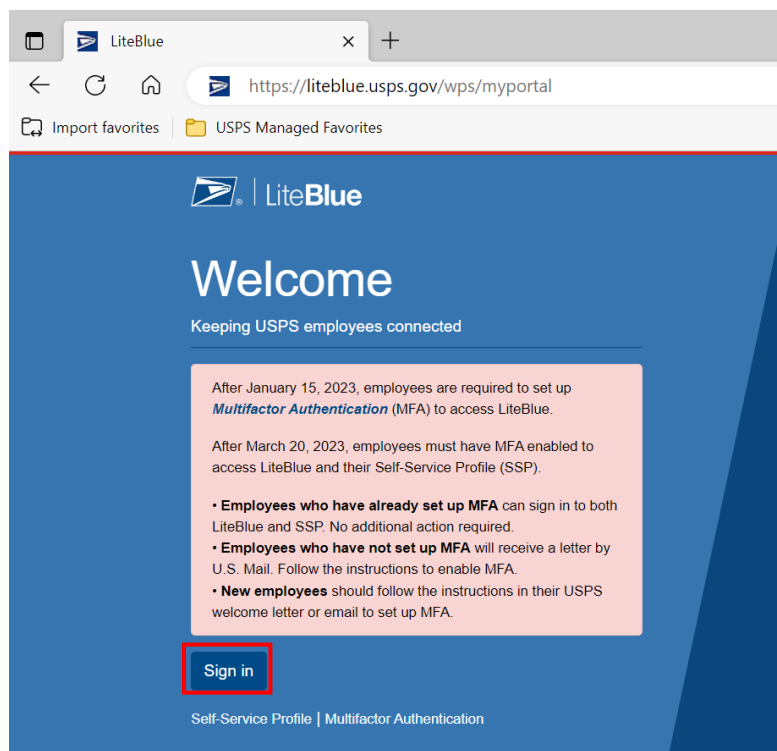 LiteBlue
https://liteblue.usps.gov/wps/myportal
Import favorites
USPS Managed Favorites
LiteBlue
Welcome
Keeping USPS employees connected
After January 15, 2023, employees are required to set up
Multifactor Authentication (MFA) to access LiteBlue.
After March 20, 2023, employees must have MFA enabled to
access LiteBlue and their Self-Service Profile (SSP).
• Employees who have already set up MFA can sign in to both
LiteBlue and SSP. No additional action required.
• Employees who have not set up MFA will receive a letter by
U.S. Mail. Follow the instructions to enable MFA.
• New employees should follow the instructions in their USPS
welcome letter or email to set up MFA.
Sign in
Self-Service Profile | Multifactor Authentication